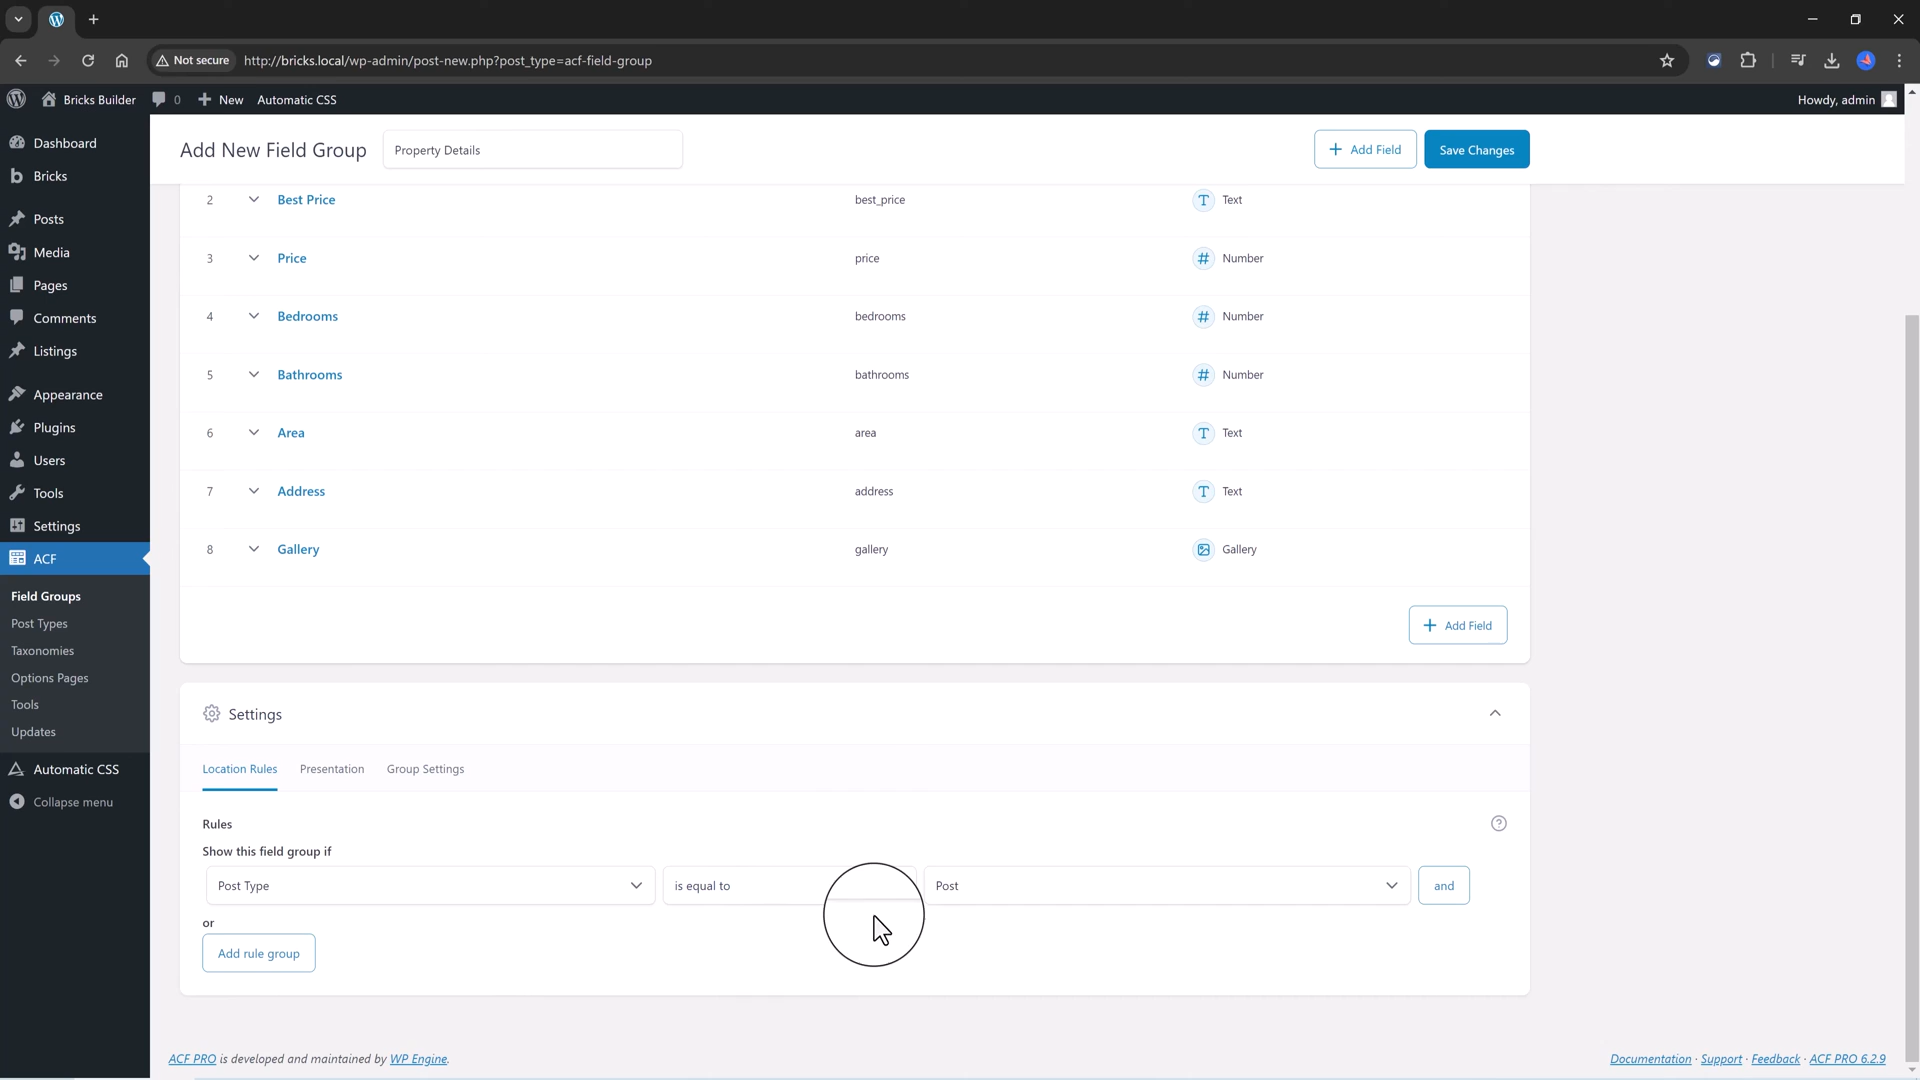 Not secure http://bricks.local/wp-admin/post-new.php?post_type=acf-field-group
Bricks Builder 0 New Automatic CSS Howdy, admin
Dashboard
Bricks
Posts
Media
Pages
Comments
Listings
Appearance
Plugins
Users
Tools
Settings
ACF
Field Groups
Post Types
Taxonomies
Options Pages
Tools
Updates
Automatic CSS
Collapse menu
Add New Field Group Property Details Add Field Save Changes
2 Best Price best_price Text
3 Price price Number
4 Bedrooms bedrooms Number
5 Bathrooms bathrooms Number
6 Area area Text
7 Address address Text
8 Gallery gallery Gallery
Add Field
Settings
Location Rules Presentation Group Settings
Rules
Show this field group if
Post Type is equal to Post and
or
Add rule group
ACF PRO is developed and maintained by WP Engine.
Documentation · Support · Feedback · ACF PRO 6.2.9